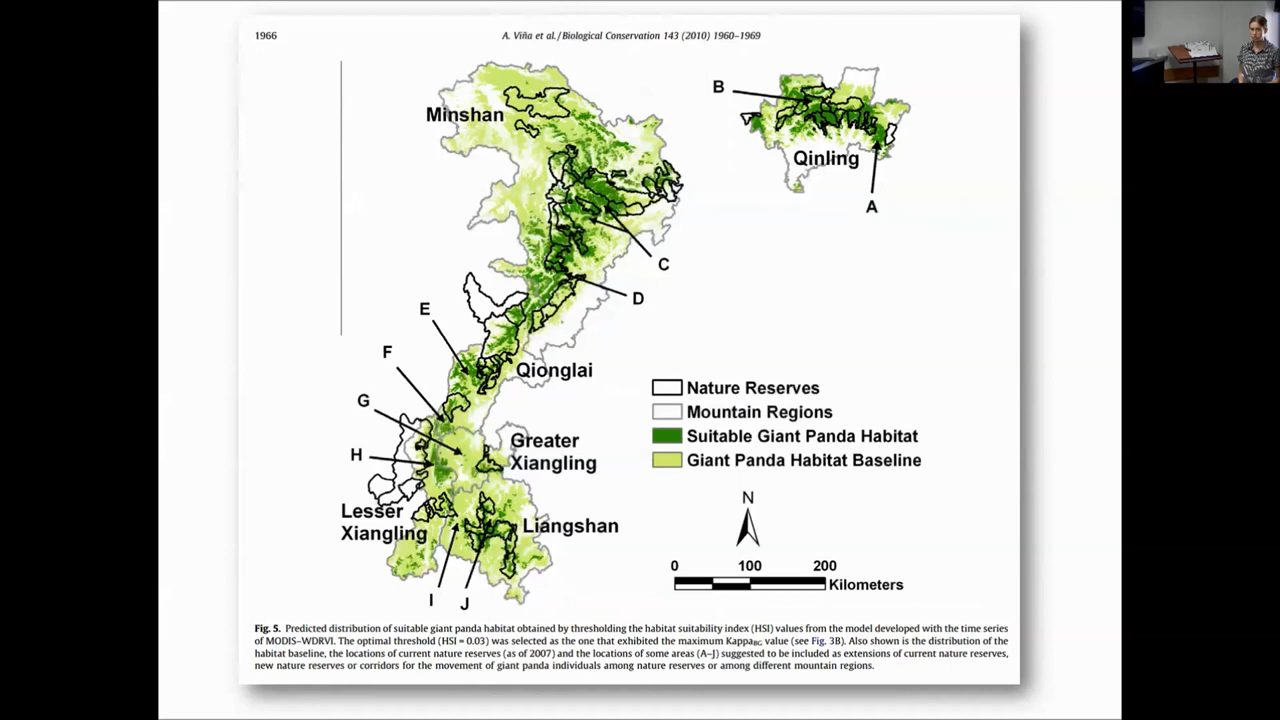 1966
A. Viña et al./Biological Conservation 143 (2010) 1960–1969
Minshan
B
Qinling
A
C
D
E
F
Qionglai
G
Nature Reserves
Mountain Regions
Suitable Giant Panda Habitat
Giant Panda Habitat Baseline
H
Greater
Xiangling
Lesser
Xiangling
Liangshan
N
0 100 200
Kilometers
I
J
Fig. 5. Predicted distribution of suitable giant panda habitat obtained by thresholding the habitat suitability index (HSI) values from the model developed with the time series
of MODIS–WDRVI. The optimal threshold (HSI = 0.03) was selected as the one that exhibited the maximum KappaBG value (see Fig. 3B). Also shown is the distribution of the
habitat baseline, the locations of current nature reserves (as of 2007) and the locations of some areas (A–J) suggested to be included as extensions of current nature reserves,
new nature reserves or corridors for the movement of giant panda individuals among nature reserves or among different mountain regions.